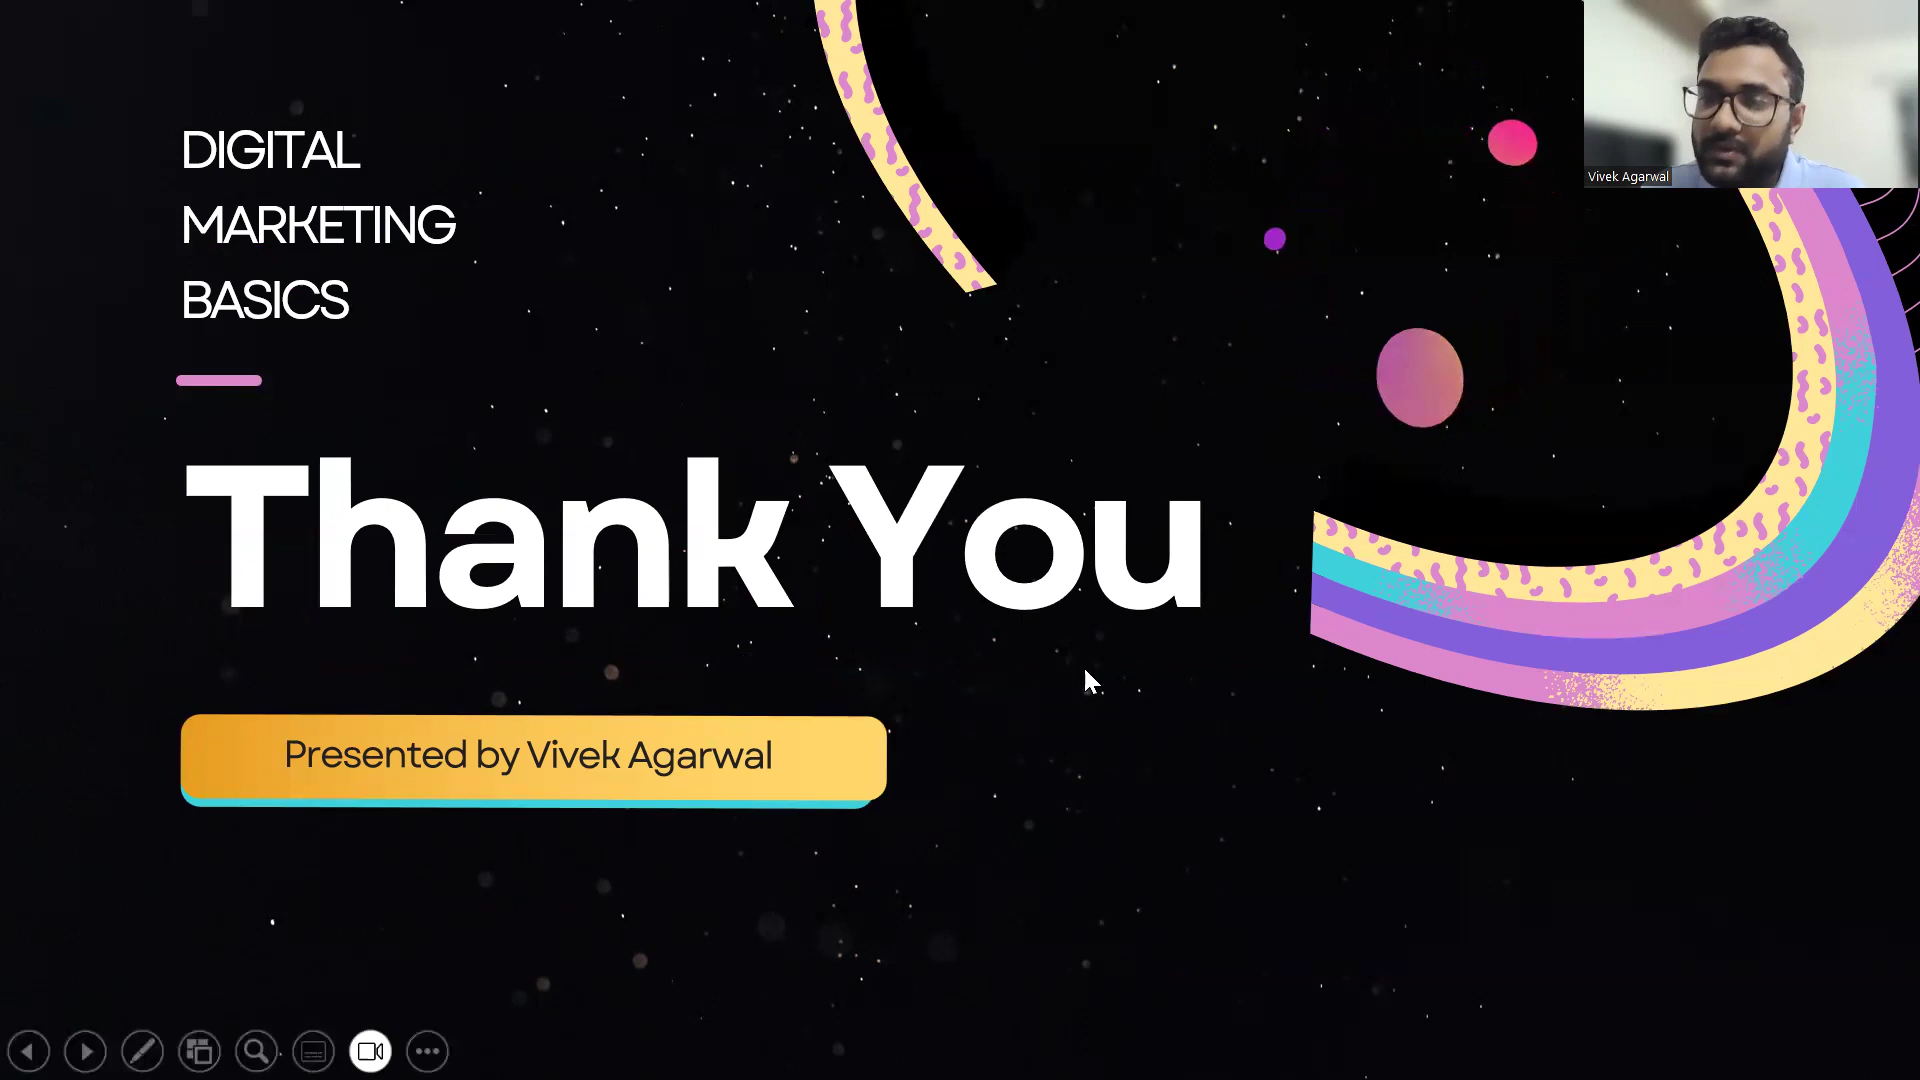 DIGITAL
MARKETING
BASICS
Thank You
Presented by Vivek Agarwal
Vivek Agarwal